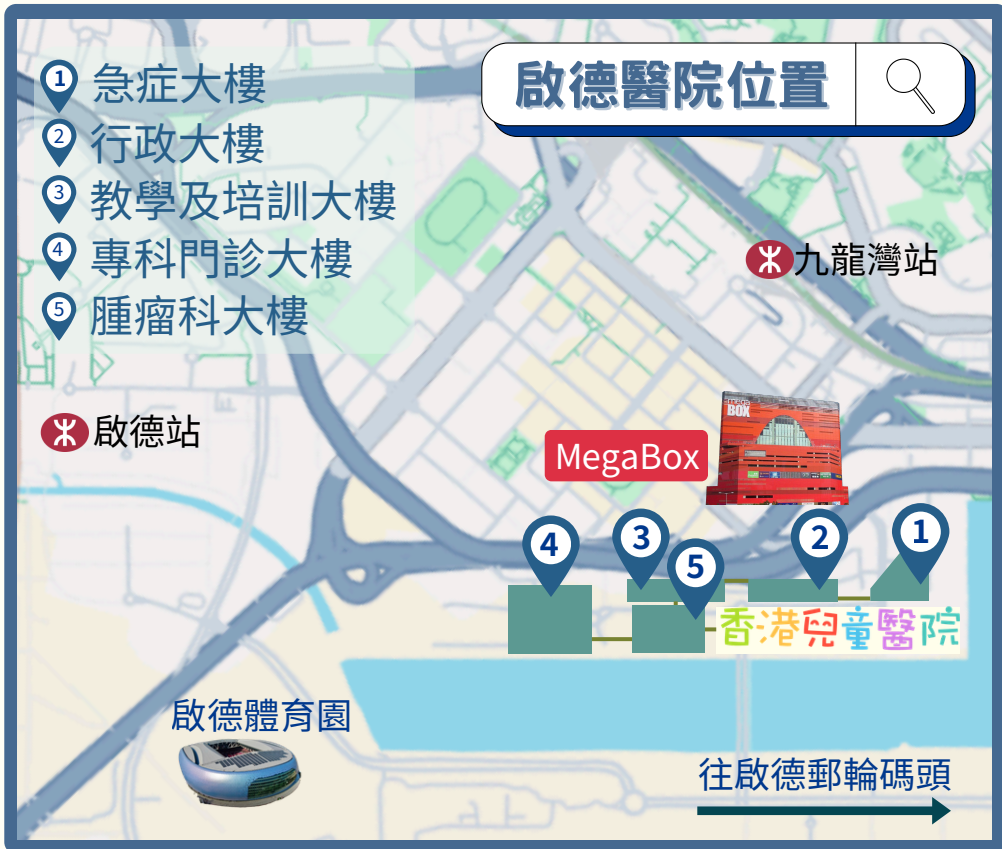 啟德醫院位置
1 急症大樓
2 行政大樓
3 教學及培訓大樓
4 專科門診大樓
5 腫瘤科大樓
九龍灣站
啟德站
MegaBox
BOX
4
3
5
2
1
香港兒童醫院
啟德體育園
往啟德郵輪碼頭